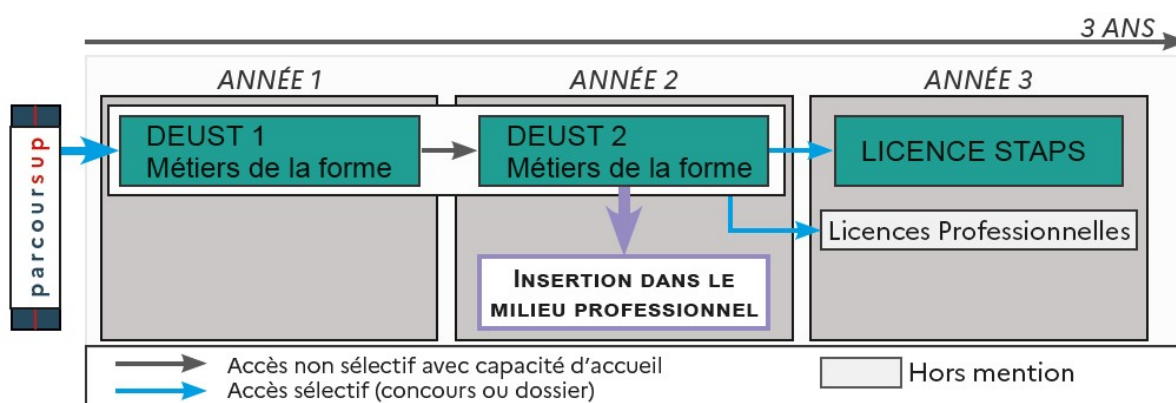 3 ANS
ANNÉE 1
ANNÉE 2
ANNÉE 3
parcoursup
DEUST 1
Métiers de la forme
DEUST 2
Métiers de la forme
LICENCE STAPS
Licences Professionnelles
INSERTION DANS LE
MILIEU PROFESSIONNEL
Accès non sélectif avec capacité d'accueil
Accès sélectif (concours ou dossier)
Hors mention